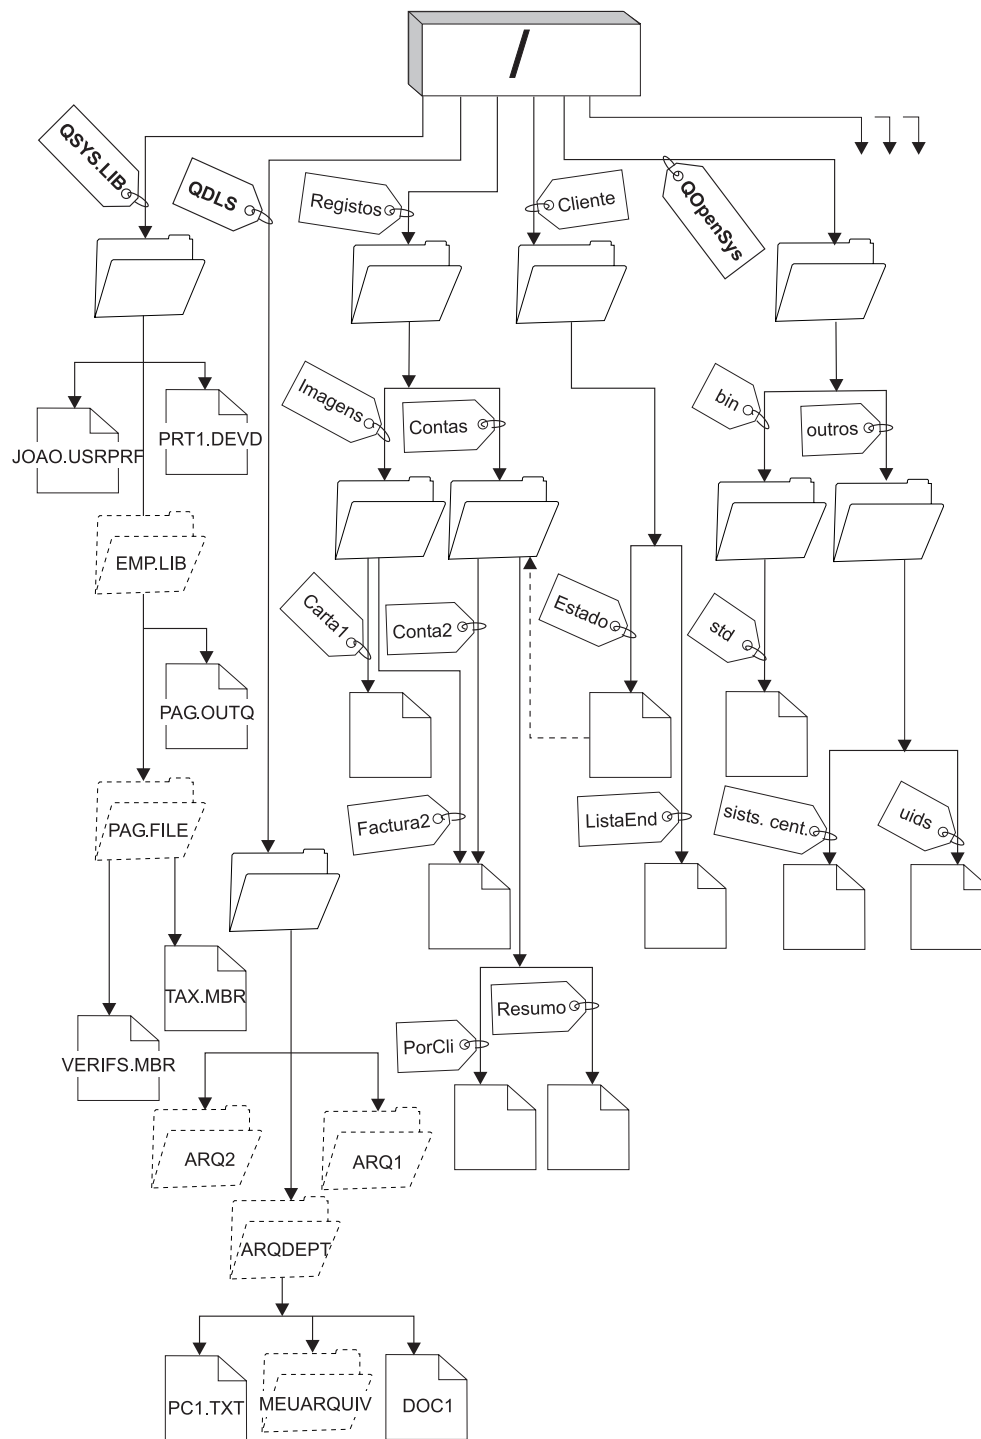 /
QSYS.LIB
QDLS
Registos
Cliente
QOpenSys
Imagens
Contas
bin
outros
JOAO.USRPRF
PRT1.DEVD
EMP.LIB
Carta1
Conta2
Estado
std
PAG.OUTQ
PAG.FILE
Factura2
ListaEnd
sists. cent.
uids
TAX.MBR
Resumo
PorCli
VERIFS.MBR
ARQ2
ARQ1
ARQDEPT
PC1.TXT
MEUARQUIV
DOC1